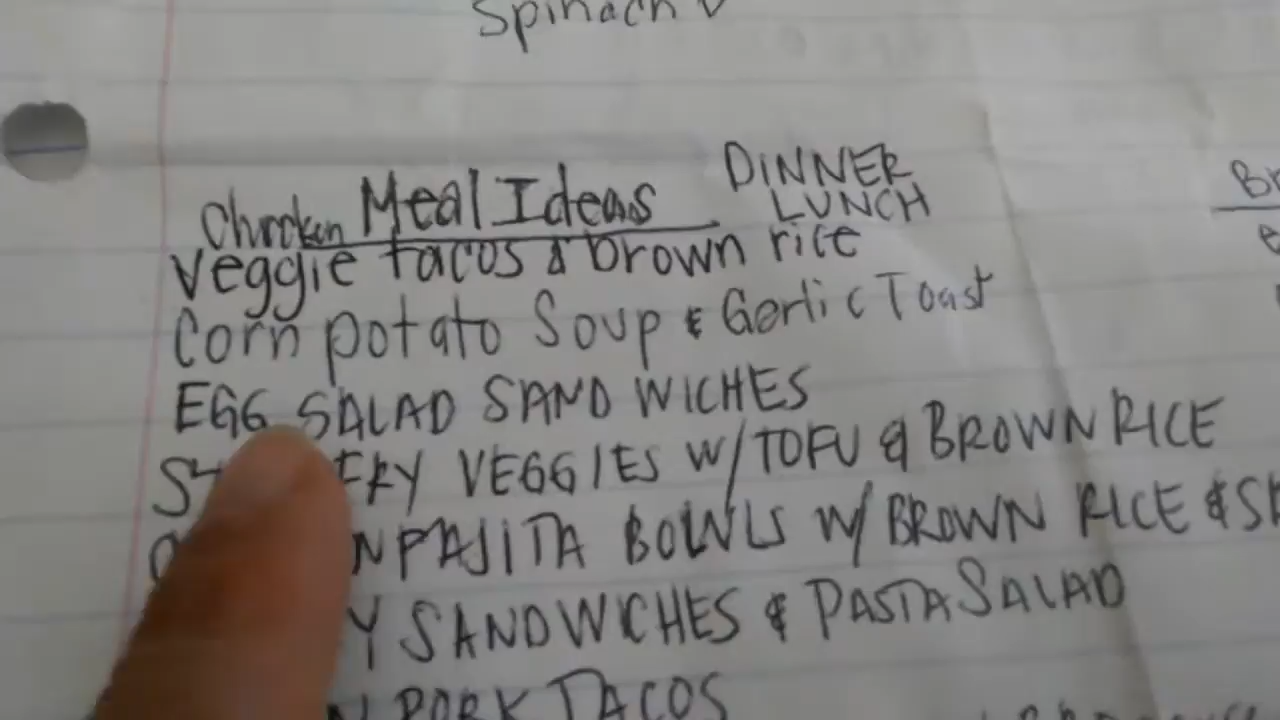 Spinach
DINNER
Chicken Meal Ideas LUNCH
Veggie tacos & brown rice
Corn potato Soup & Garlic Toast
EGG SALAD SANDWICHES
VEGGIES W/ TOFU & BROWN RICE
PAJITA BOWLS W/ BROWN RICE &
Y SANDWICHES & PASTA SALAD
N PORK TACOS